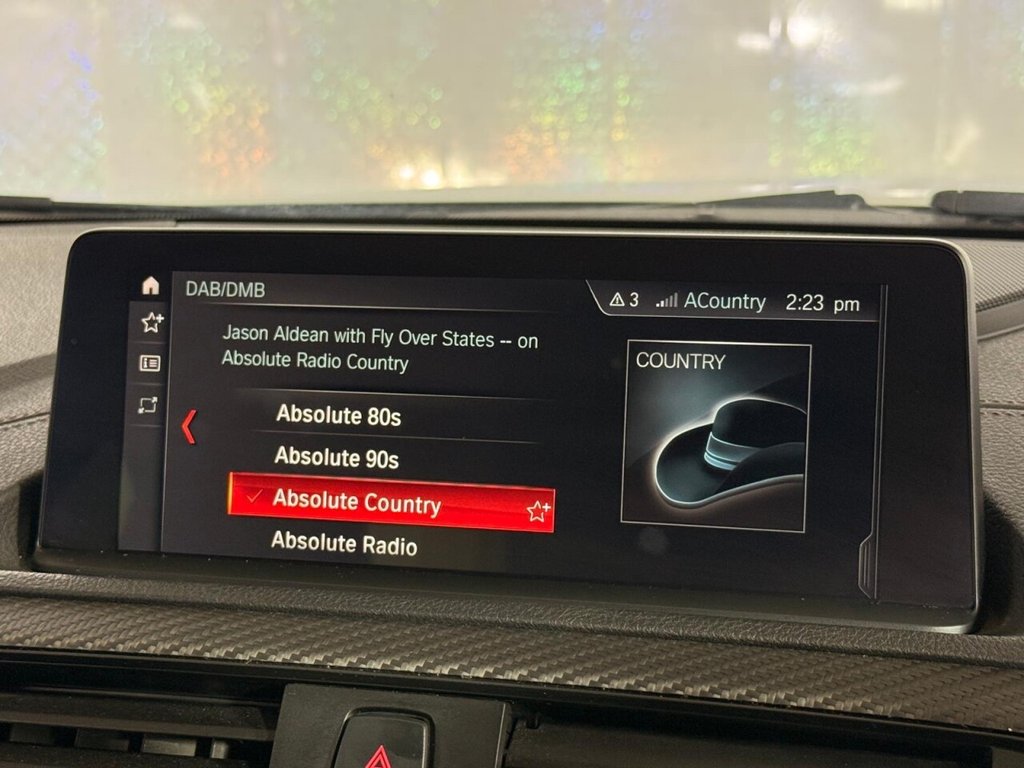 DAB/DMB
3 ACountry 2:23 pm
Jason Aldean with Fly Over States -- on
Absolute Radio Country
COUNTRY
Absolute 80s
Absolute 90s
Absolute Country
Absolute Radio